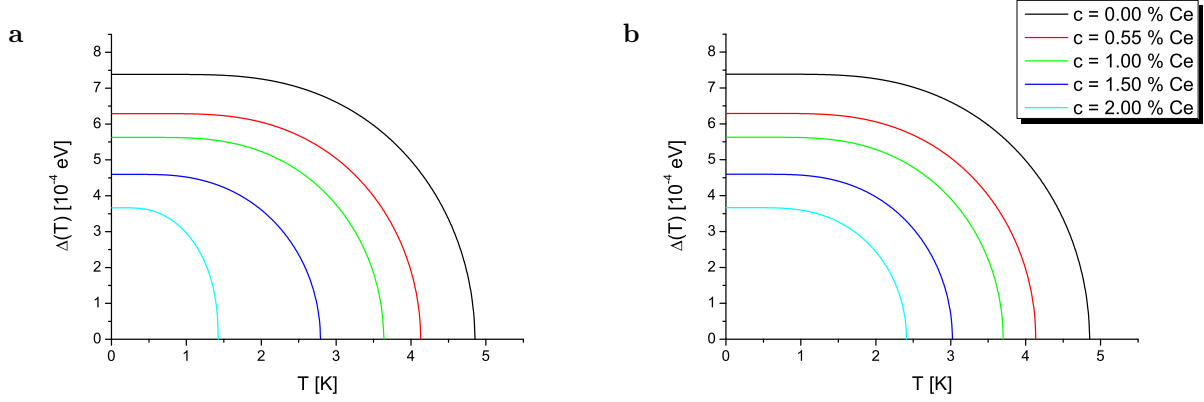 a
8
7
6
5
4
3
2
1
0
Δ(T) [10⁻⁴ eV]
0 1 2 3 4 5
T [K]
b
8
7
6
5
4
3
2
1
0
Δ(T) [10⁻⁴ eV]
0 1 2 3 4 5
T [K]
c = 0.00 % Ce
c = 0.55 % Ce
c = 1.00 % Ce
c = 1.50 % Ce
c = 2.00 % Ce